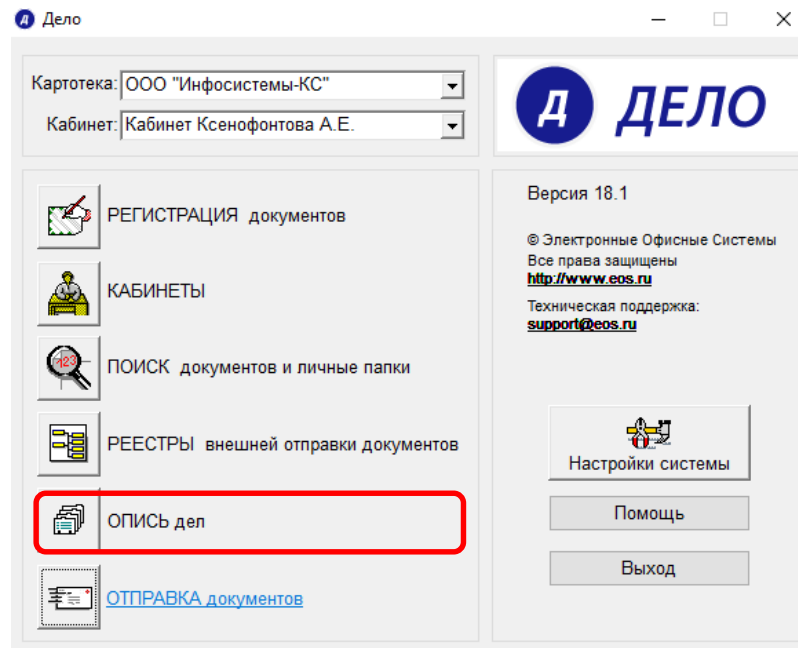 Д Дело
Картотека: ООО "Инфосистемы-КС"
Кабинет: Кабинет Ксенофонтова А.Е.
Д ДЕЛО
РЕГИСТРАЦИЯ документов
КАБИНЕТЫ
123
ПОИСК документов и личные папки
РЕЕСТРЫ внешней отправки документов
ОПИСЬ дел
ОТПРАВКА документов
Версия 18.1
© Электронные Офисные Системы
Все права защищены
http://www.eos.ru
Техническая поддержка:
support@eos.ru
Настройки системы
Помощь
Выход